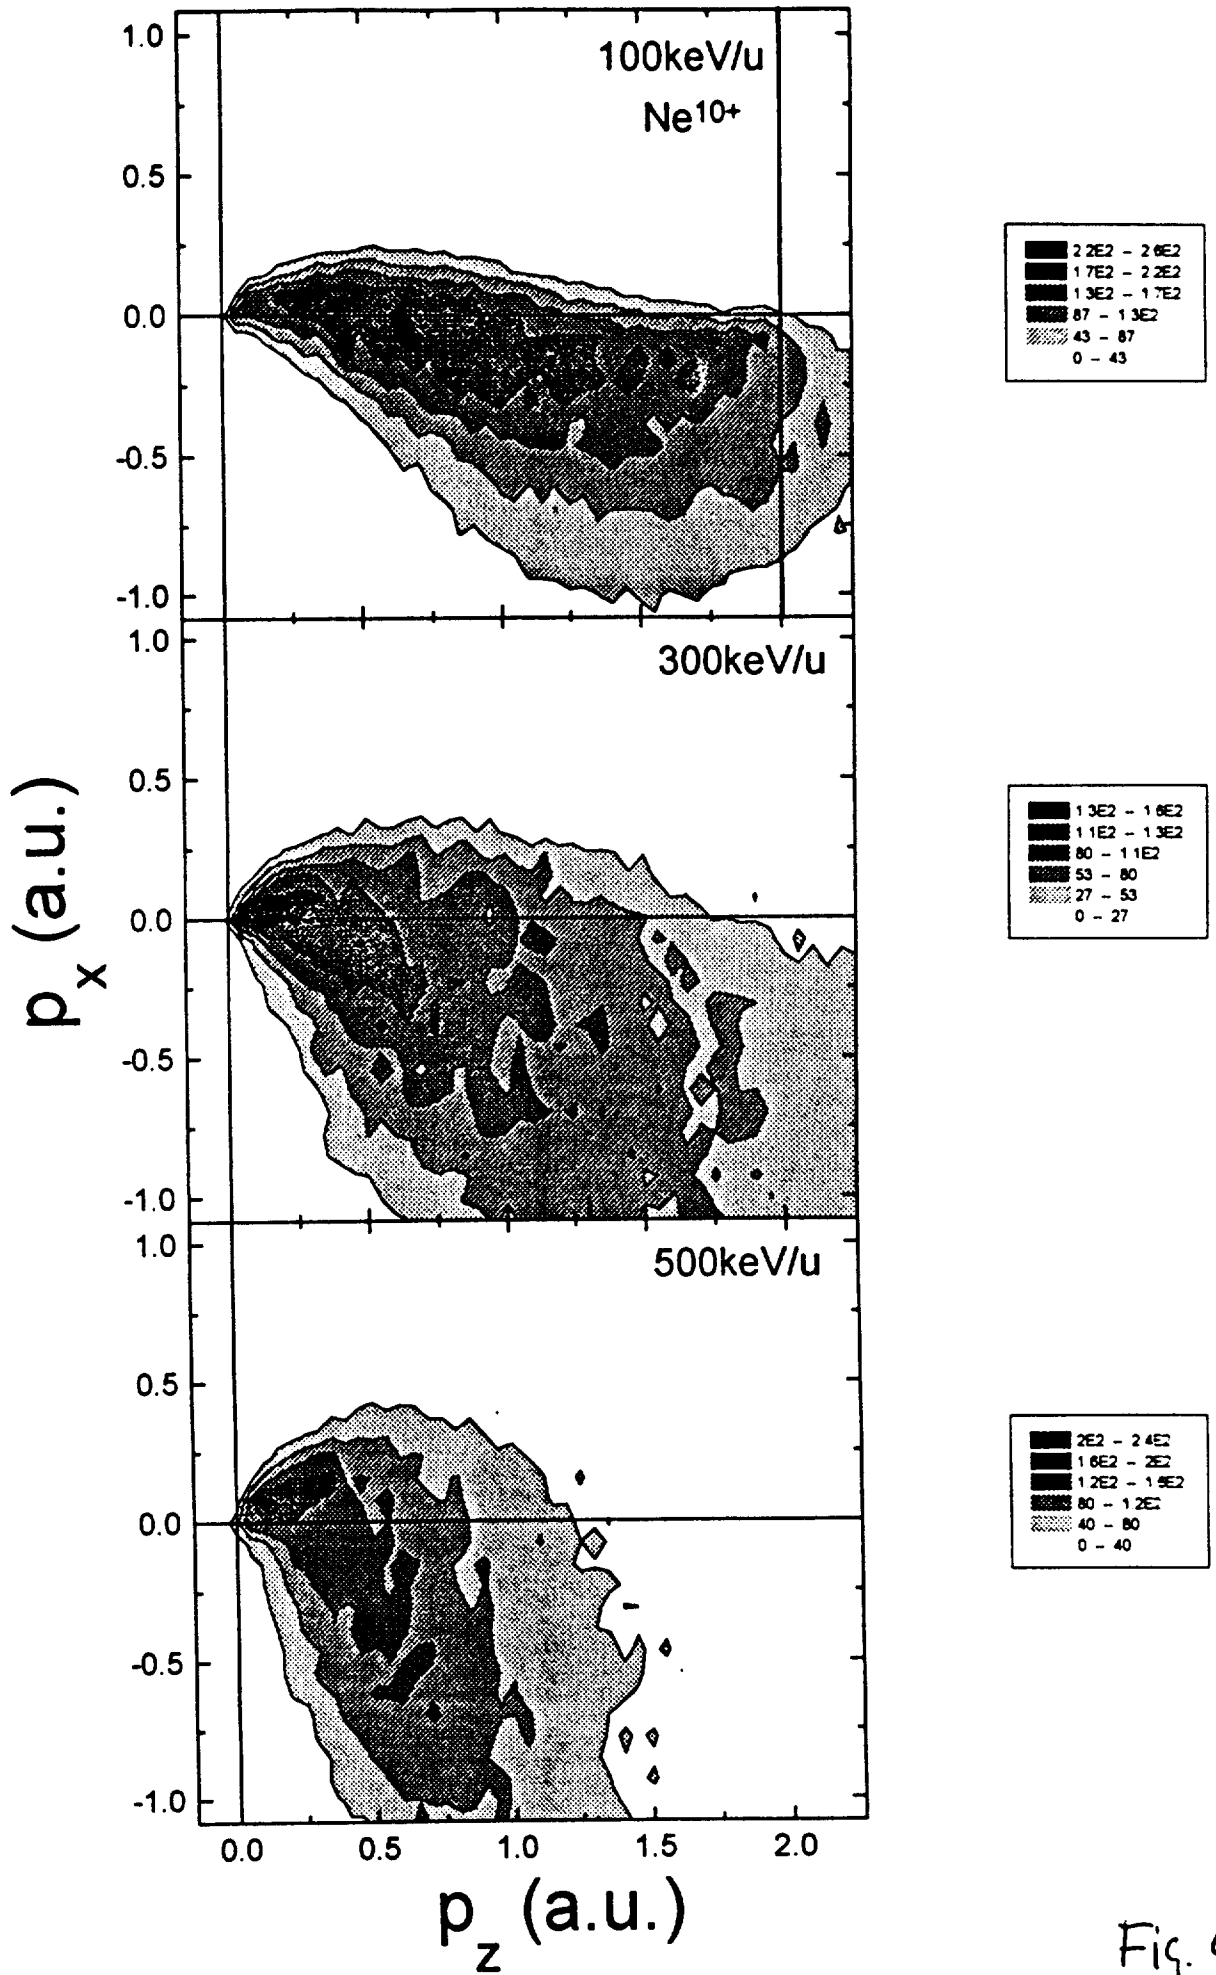 1.0
100keV/u
Ne10+
0.5
0.0
-0.5
-1.0
2.2E2 - 2.6E2
1.7E2 - 2.2E2
1.3E2 - 1.7E2
87 - 1.3E2
43 - 87
0 - 43
1.0
300keV/u
0.5
0.0
-0.5
-1.0
1.3E2 - 1.6E2
1.1E2 - 1.3E2
80 - 1.1E2
53 - 80
27 - 53
0 - 27
px (a.u.)
1.0
500keV/u
0.5
0.0
-0.5
-1.0
2E2 - 2.4E2
1.6E2 - 2E2
1.2E2 - 1.6E2
80 - 1.2E2
40 - 80
0 - 40
0.0 0.5 1.0 1.5 2.0
pz (a.u.)
Fig.